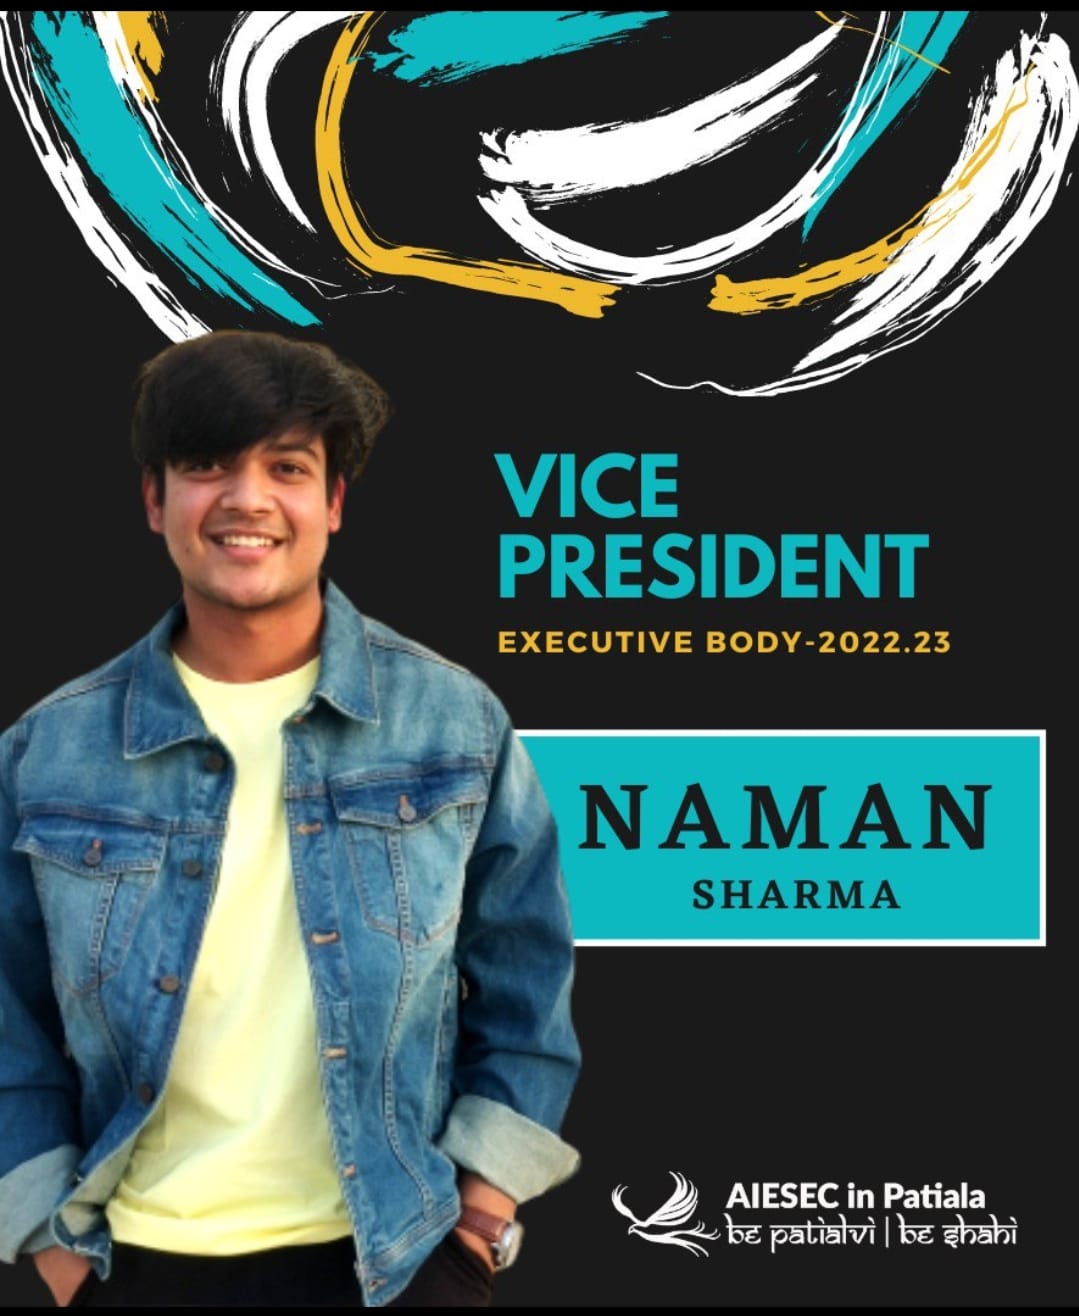 VICE
PRESIDENT
EXECUTIVE BODY-2022.23
NAMAN
SHARMA
AIESEC in Patiala
be patialvi | be shahi